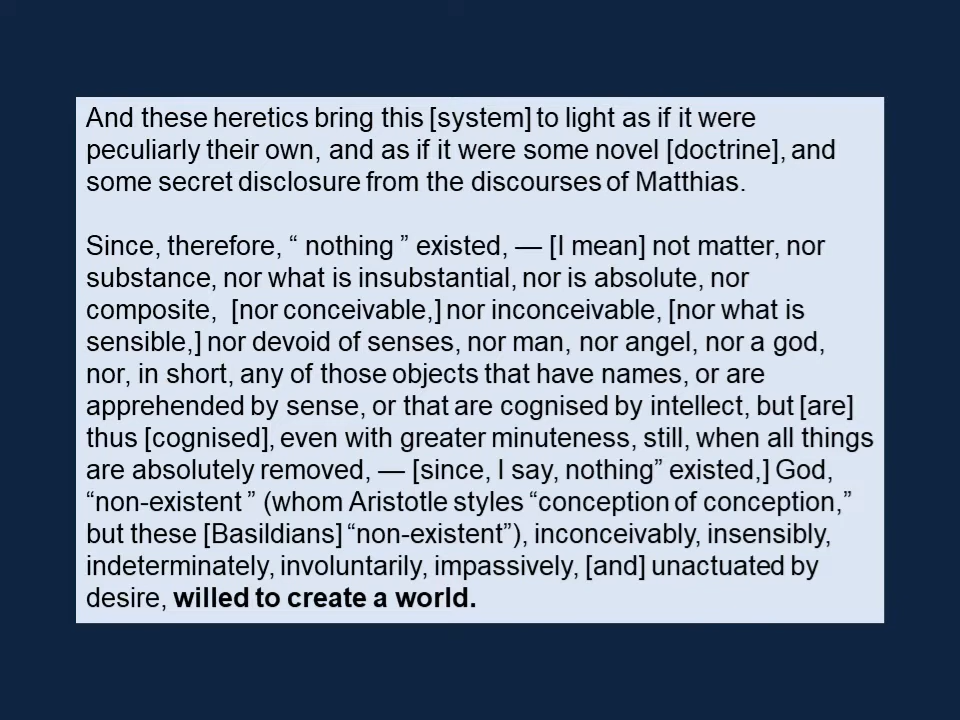 And these heretics bring this [system] to light as if it were
peculiarly their own, and as if it were some novel [doctrine], and
some secret disclosure from the discourses of Matthias.
Since, therefore, “ nothing ” existed, — [I mean] not matter, nor
substance, nor what is insubstantial, nor is absolute, nor
composite,  [nor conceivable,] nor inconceivable, [nor what is
sensible,] nor devoid of senses, nor man, nor angel, nor a god,
nor, in short, any of those objects that have names, or are
apprehended by sense, or that are cognised by intellect, but [are]
thus [cognised], even with greater minuteness, still, when all things
are absolutely removed, — [since, I say, nothing” existed,] God,
“non-existent ” (whom Aristotle styles “conception of conception,”
but these [Basildians] “non-existent”), inconceivably, insensibly,
indeterminately, involuntarily, impassively, [and] unactuated by
desire, willed to create a world.